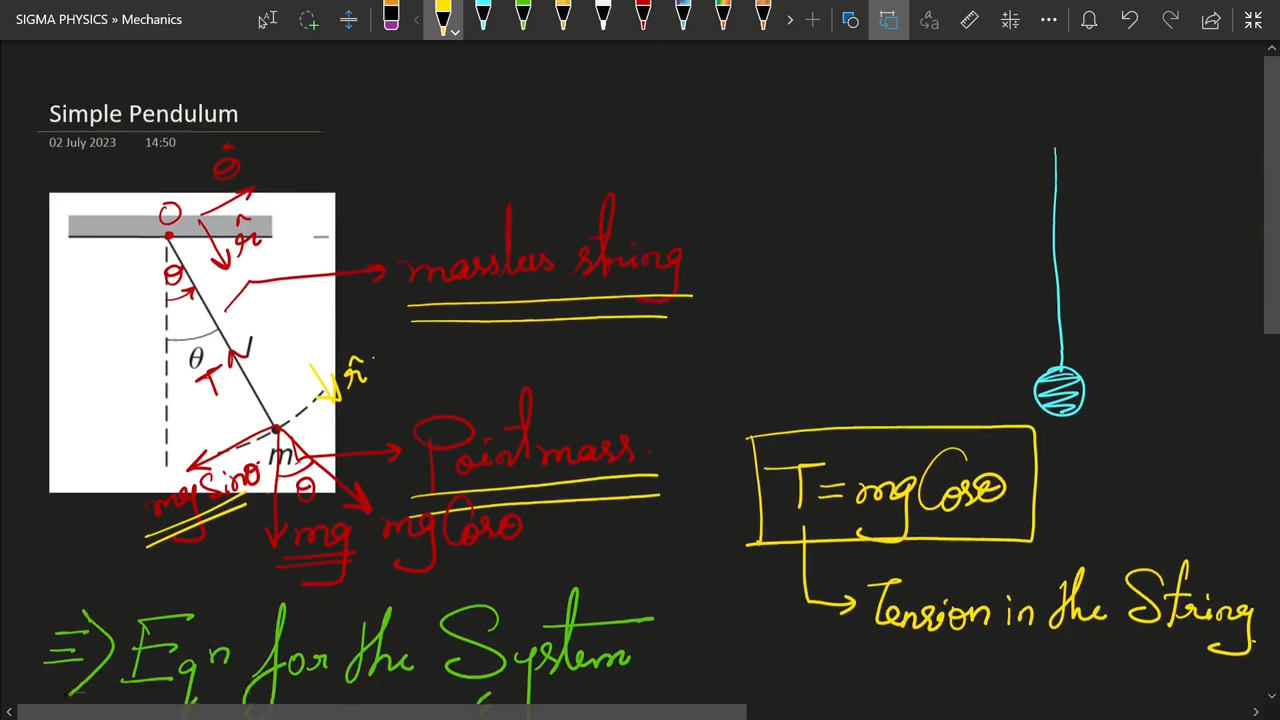 SIGMA PHYSICS » Mechanics
Simple Pendulum
02 July 2023 14:50
θ̂
O
r̂
θ
massless string
θ
l
T
r̂
m
Point mass.
mg Sinθ
θ
mg
mg Cosθ
T = mg Cosθ
Tension in the String
⇒ Eqⁿ for the System